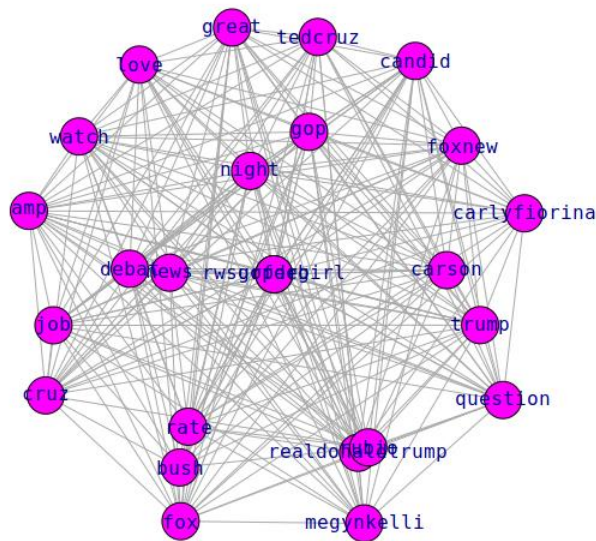 great
tedcruz
love
candid
watch
gop
foxnew
night
amp
carlyfiorina
debat
news
carson
job
trump
cruz
question
rate
realdonaldtrump
bush
fox
megynkelli